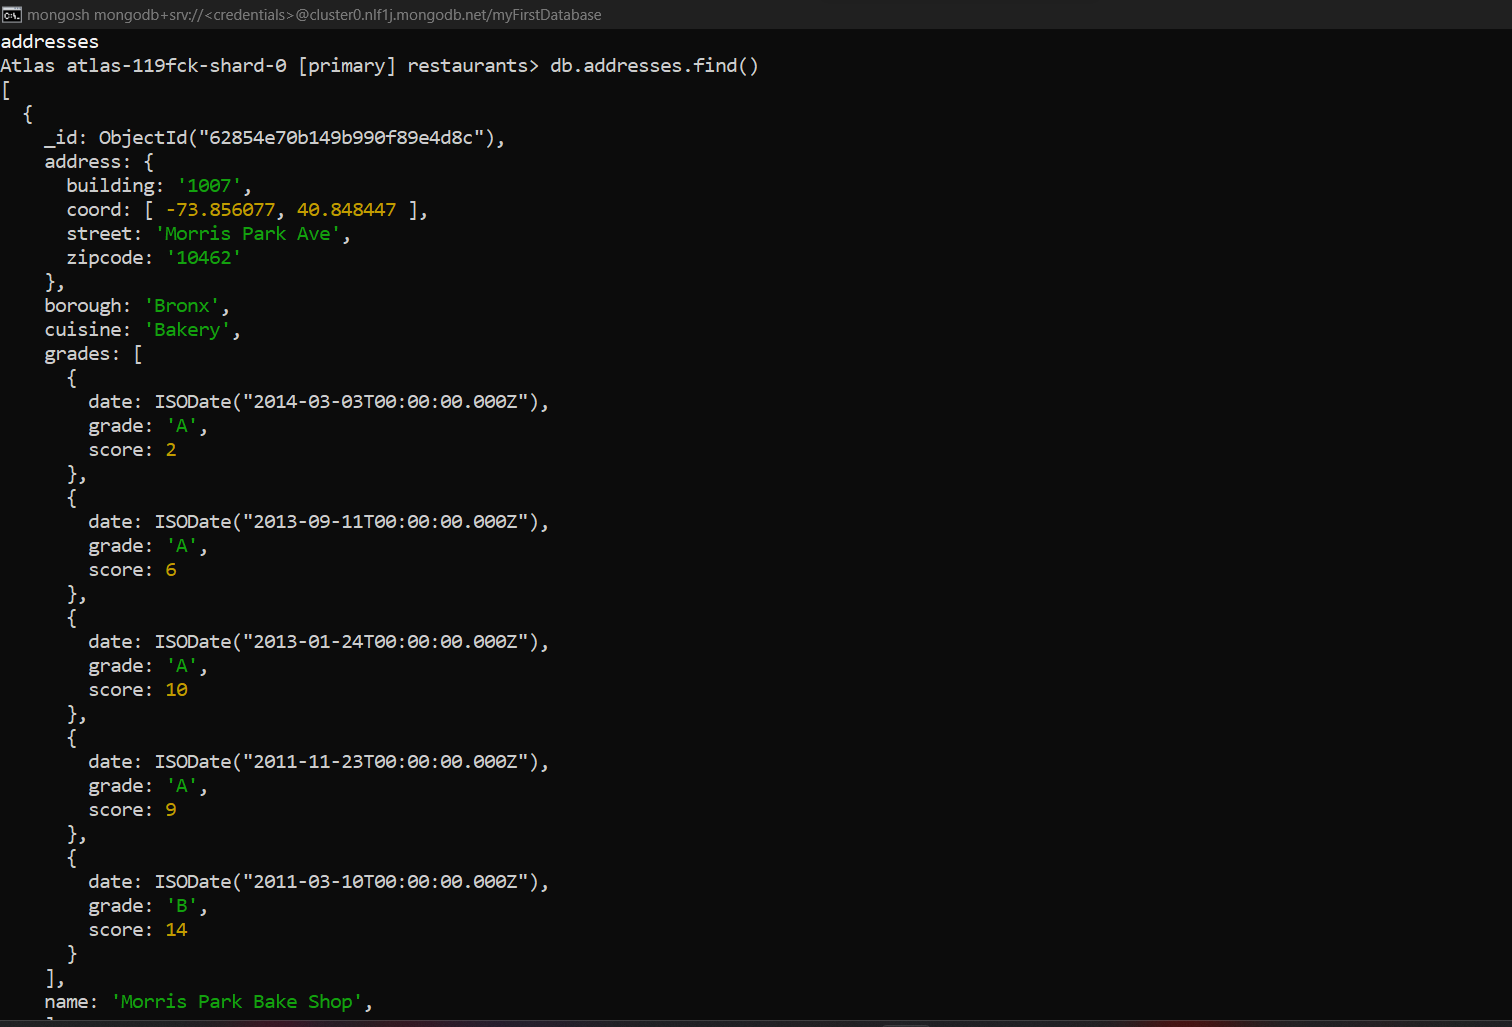 mongosh mongodb+srv://<credentials>@cluster0.nlf1j.mongodb.net/myFirstDatabase
addresses
Atlas atlas-119fck-shard-0 [primary] restaurants> db.addresses.find()
[
  {
    _id: ObjectId("62854e70b149b990f89e4d8c"),
    address: {
      building: '1007',
      coord: [ -73.856077, 40.848447 ],
      street: 'Morris Park Ave',
      zipcode: '10462'
    },
    borough: 'Bronx',
    cuisine: 'Bakery',
    grades: [
      {
        date: ISODate("2014-03-03T00:00:00.000Z"),
        grade: 'A',
        score: 2
      },
      {
        date: ISODate("2013-09-11T00:00:00.000Z"),
        grade: 'A',
        score: 6
      },
      {
        date: ISODate("2013-01-24T00:00:00.000Z"),
        grade: 'A',
        score: 10
      },
      {
        date: ISODate("2011-11-23T00:00:00.000Z"),
        grade: 'A',
        score: 9
      },
      {
        date: ISODate("2011-03-10T00:00:00.000Z"),
        grade: 'B',
        score: 14
      }
    ],
    name: 'Morris Park Bake Shop',